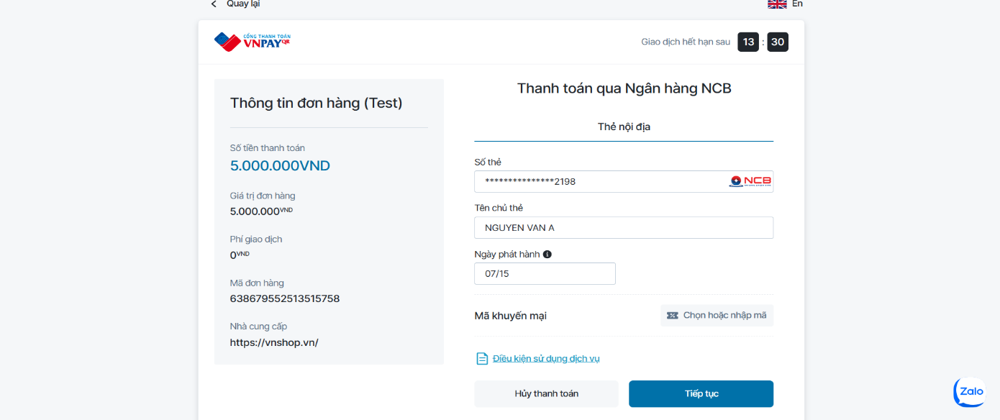 Quay lại
En
CỔNG THANH TOÁN
VNPAYQR
Giao dịch hết hạn sau 13 : 30
Thông tin đơn hàng (Test)
Số tiền thanh toán
5.000.000VND
Giá trị đơn hàng
5.000.000VND
Phí giao dịch
0VND
Mã đơn hàng
638679552513515758
Nhà cung cấp
https://vnshop.vn/
Thanh toán qua Ngân hàng NCB
Thẻ nội địa
Số thẻ
***************2198
NCB
Tên chủ thẻ
NGUYEN VAN A
Ngày phát hành
07/15
Mã khuyến mại
Chọn hoặc nhập mã
Điều kiện sử dụng dịch vụ
Hủy thanh toán
Tiếp tục
Zalo